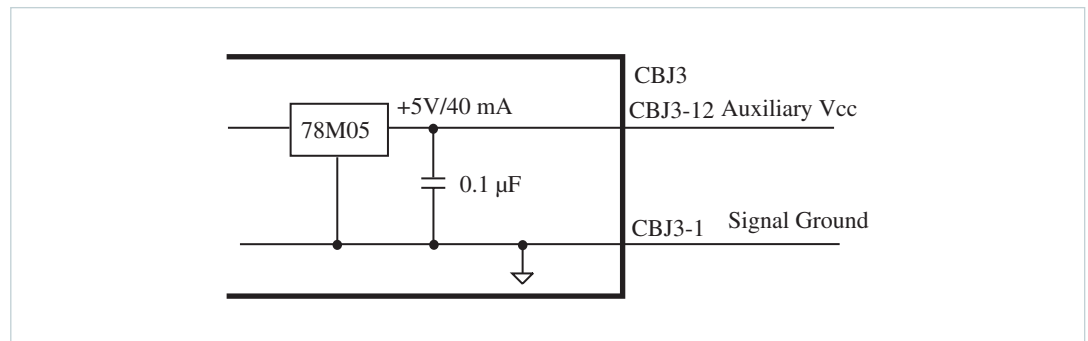 CBJ3
+5V/40 mA
CBJ3-12 Auxiliary Vcc
78M05
0.1 µF
CBJ3-1 Signal Ground